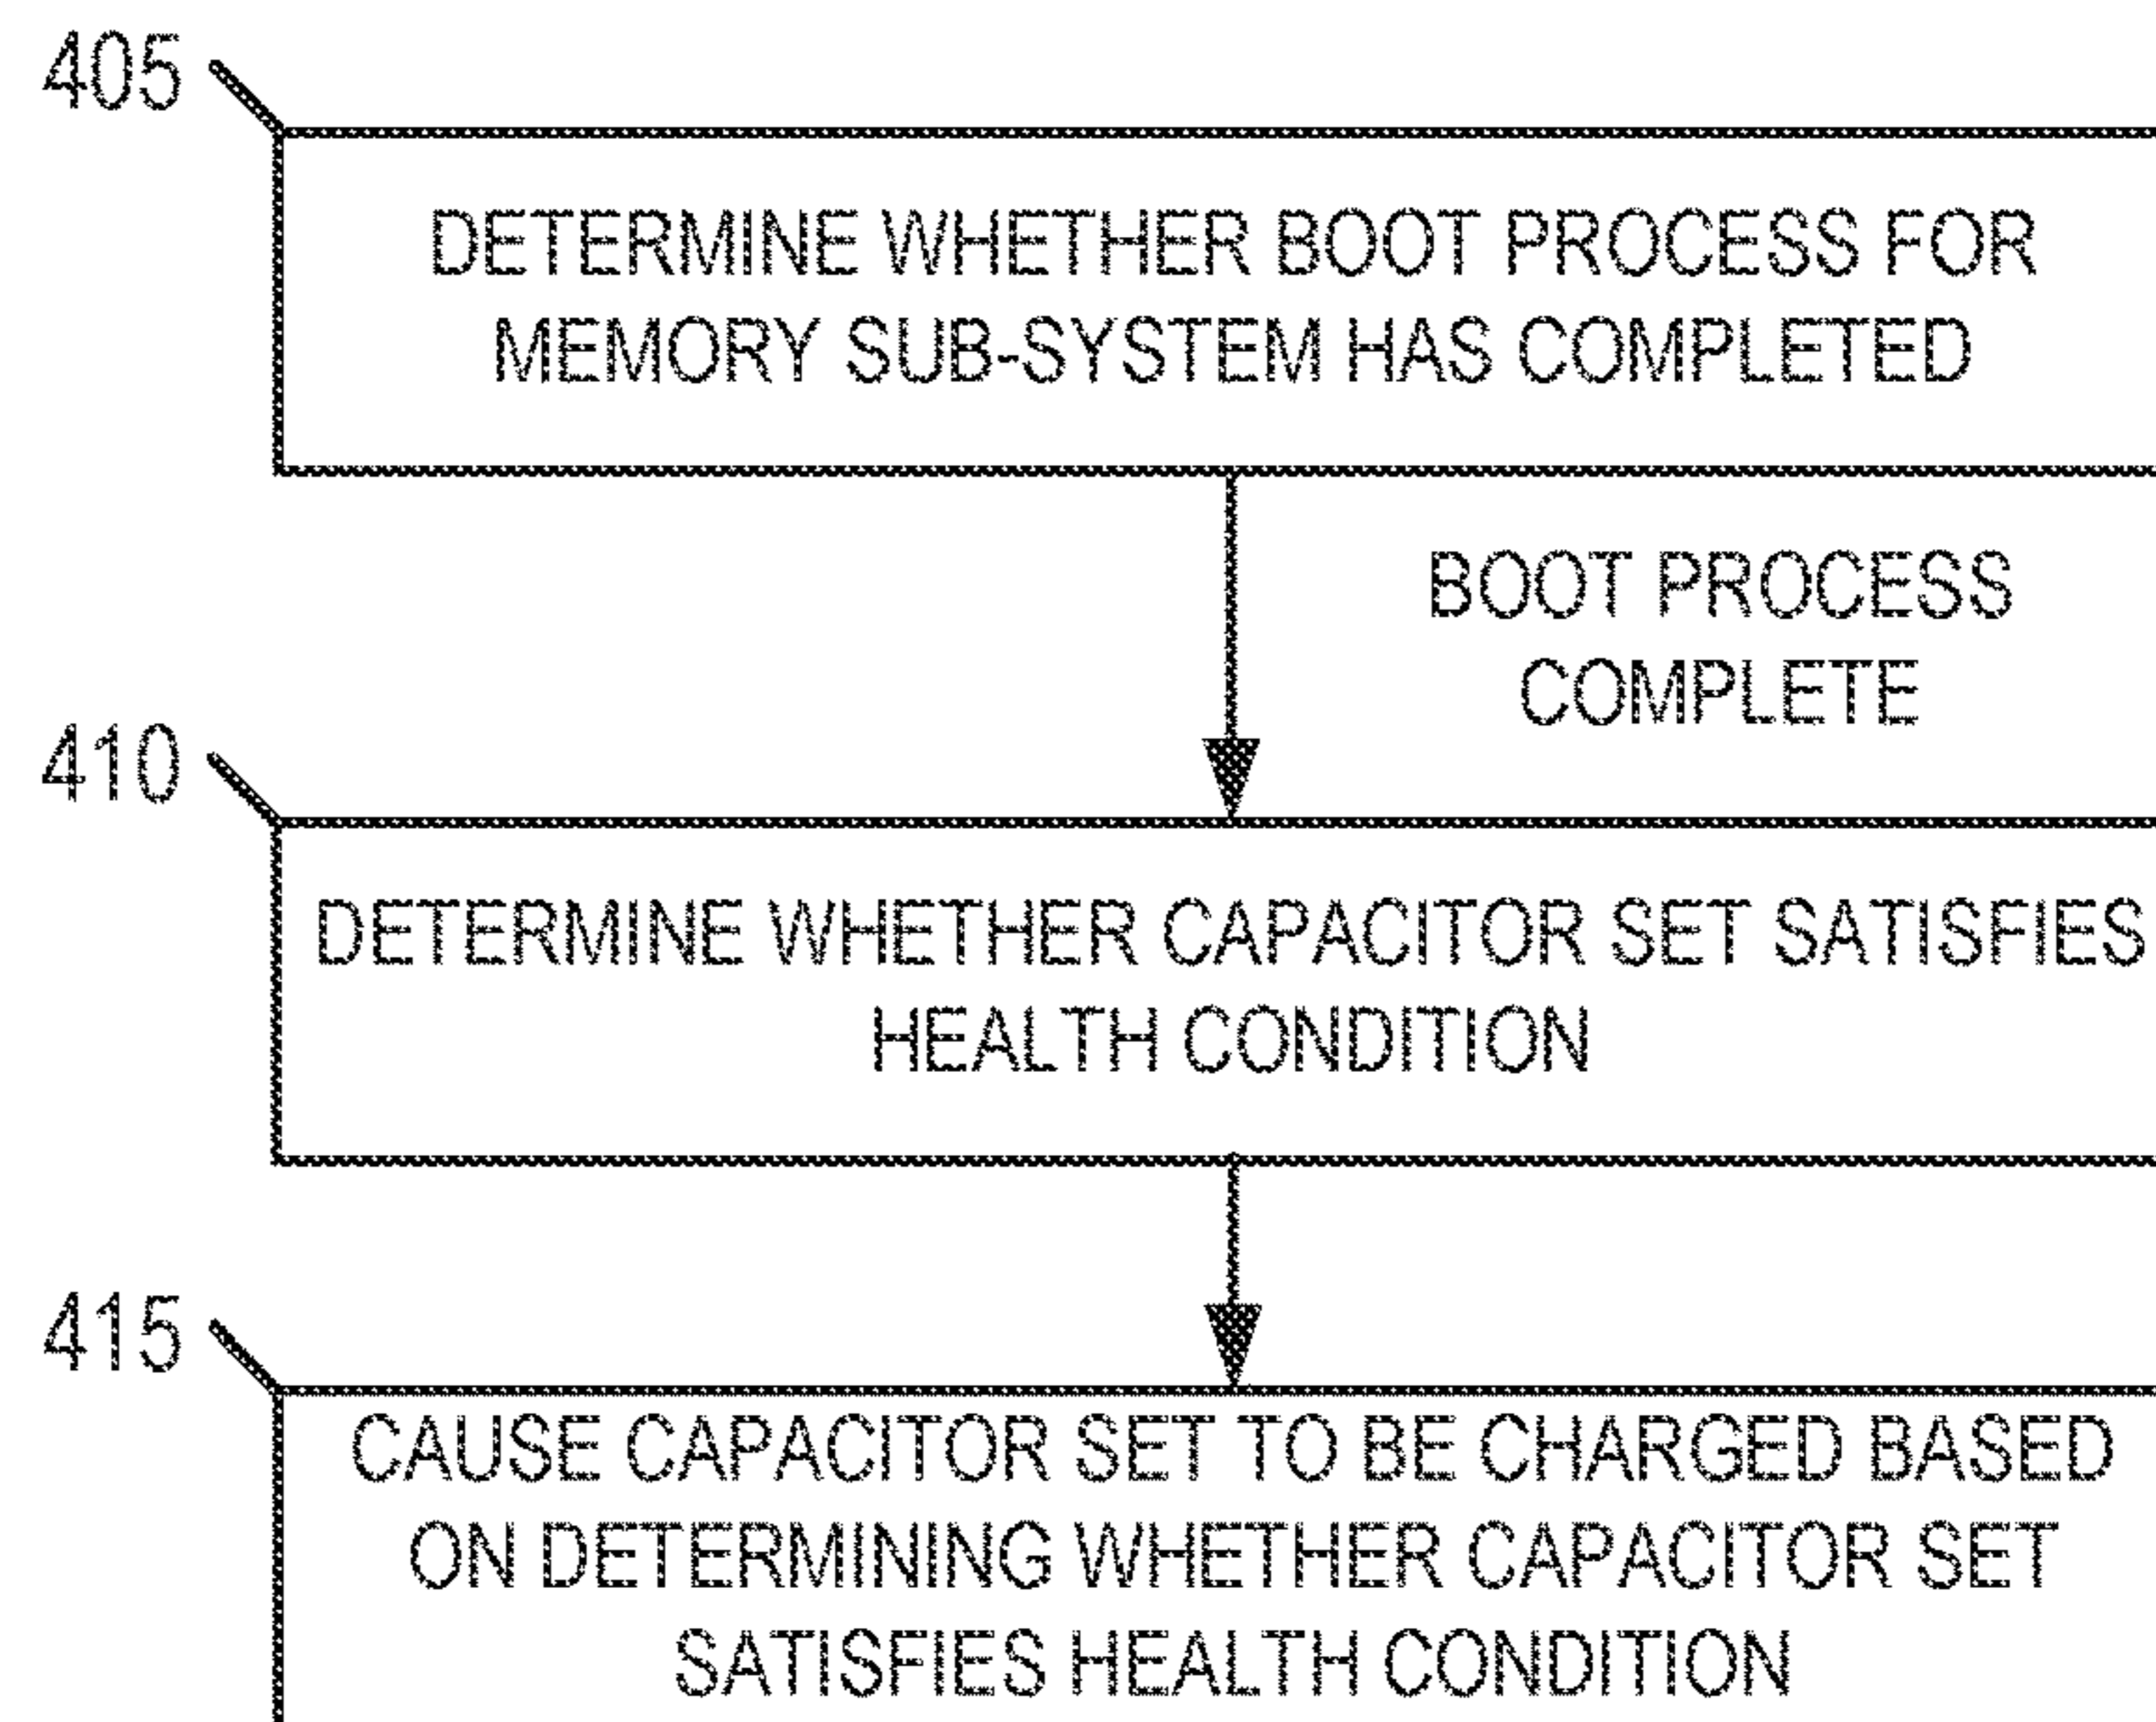 405
DETERMINE WHETHER BOOT PROCESS FOR
MEMORY SUB-SYSTEM HAS COMPLETED
BOOT PROCESS
COMPLETE
410
DETERMINE WHETHER CAPACITOR SET SATISFIES
HEALTH CONDITION
415
CAUSE CAPACITOR SET TO BE CHARGED BASED
ON DETERMINING WHETHER CAPACITOR SET
SATISFIES HEALTH CONDITION